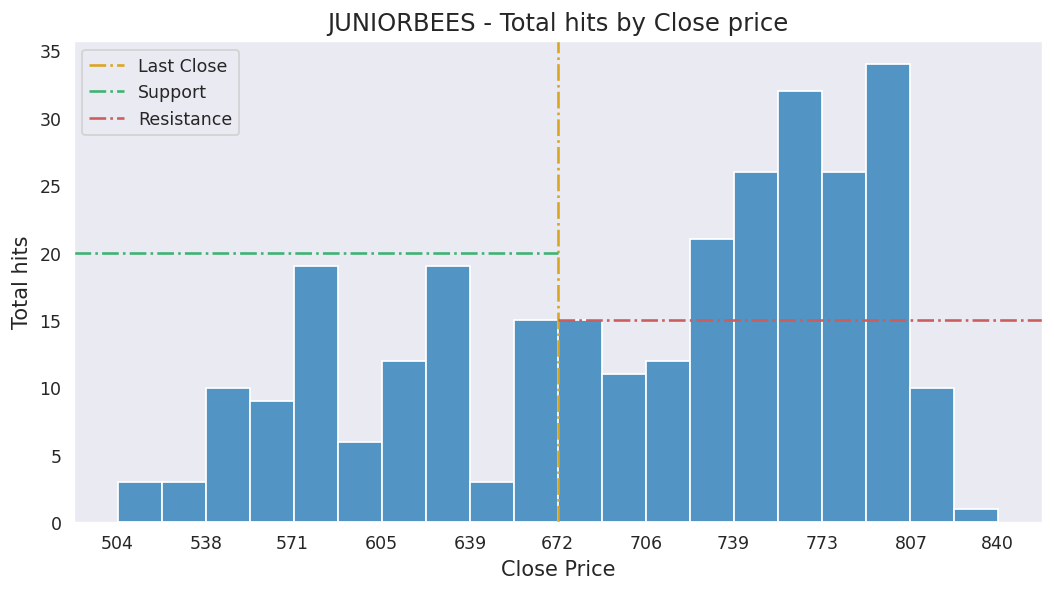 JUNIORBEES - Total hits by Close price
Last Close
Support
Resistance
35
30
25
20
15
10
5
0
Total hits
504 538 571 605 639 672 706 739 773 807 840
Close Price